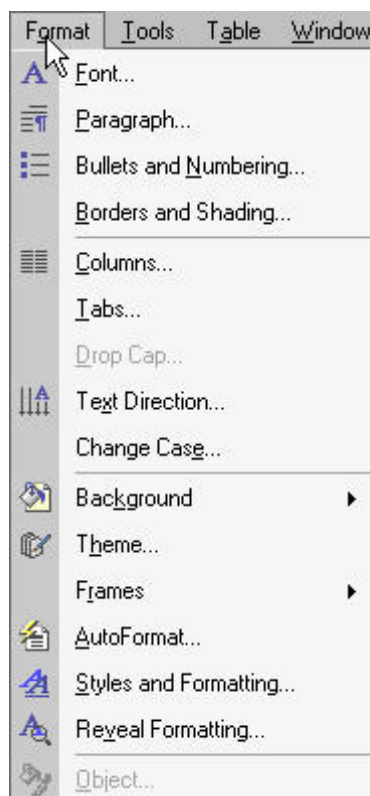 Format Tools Table Window
Font...
Paragraph...
Bullets and Numbering...
Borders and Shading...
Columns...
Tabs...
Drop Cap...
Text Direction...
Change Case...
Background
Theme...
Frames
AutoFormat...
Styles and Formatting...
Reveal Formatting...
Object...